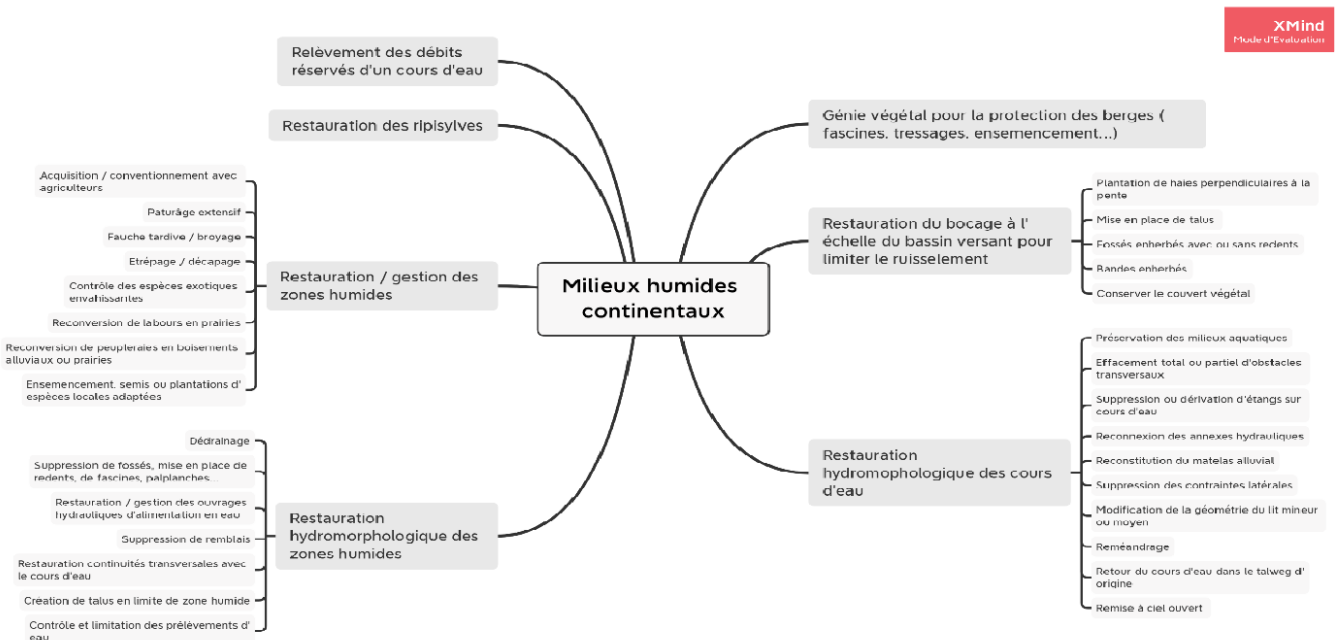 XMind
Mode d'Evaluation
Milieux humides
continentaux
Relèvement des débits
réservés d'un cours d'eau
Restauration des ripisylves
Restauration / gestion des
zones humides
Acquisition / conventionnement avec
agriculteurs
Paturâge extensif
Fauche tardive / broyage
Etrépage / décapage
Contrôle des espèces exotiques
envahissantes
Reconversion de labours en prairies
Reconversion de peupleraies en boisements
alluviaux ou prairies
Ensemencement, semis ou plantations d'
espèces locales adaptées
Restauration
hydromorphologique des
zones humides
Dédrainage
Suppression de fossés, mise en place de
redents, de fascines, palplanches...
Restauration / gestion des ouvrages
hydrauliques d'alimentation en eau
Suppression de remblais
Restauration continuités transversales avec
le cours d'eau
Création de talus en limite de zone humide
Contrôle et limitation des prélèvements d'
eau
Génie végétal pour la protection des berges (
fascines, tressages, ensemencement...)
Restauration du bocage à l'
échelle du bassin versant pour
limiter le ruisselement
Plantation de haies perpendiculaires à la
pente
Mise en place de talus
Fossés enherbés avec ou sans redents
Bandes enherbés
Conserver le couvert végétal
Restauration
hydromophologique des cours
d'eau
Préservation des milieux aquatiques
Effacement total ou partiel d'obstacles
transversaux
Suppression ou dérivation d'étangs sur
cours d'eau
Reconnexion des annexes hydrauliques
Reconstitution du matelas alluvial
Suppression des contraintes latérales
Modification de la géométrie du lit mineur
ou moyen
Reméandrage
Retour du cours d'eau dans le talweg d'
origine
Remise à ciel ouvert